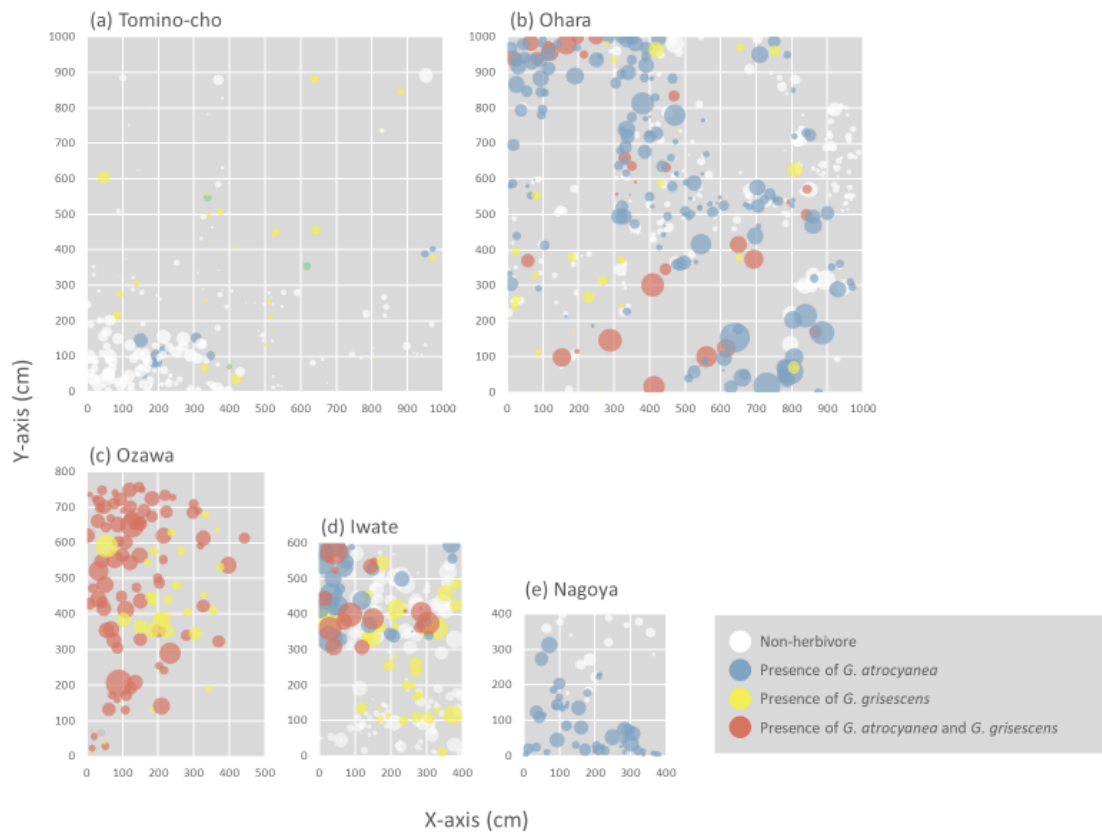 (a) Tomino-cho
(b) Ohara
1000
900
800
700
600
500
400
300
200
100
0
0 100 200 300 400 500 600 700 800 900 1000
1000
900
800
700
600
500
400
300
200
100
0
0 100 200 300 400 500 600 700 800 900 1000
Y-axis (cm)
(c) Ozawa
800
700
600
500
400
300
200
100
0
0 100 200 300 400 500
(d) Iwate
600
500
400
300
200
100
0
0 100 200 300 400
(e) Nagoya
400
300
200
100
0
0 100 200 300 400
Non-herbivore
Presence of G. atrocyanea
Presence of G. grisescens
Presence of G. atrocyanea and G. grisescens
X-axis (cm)